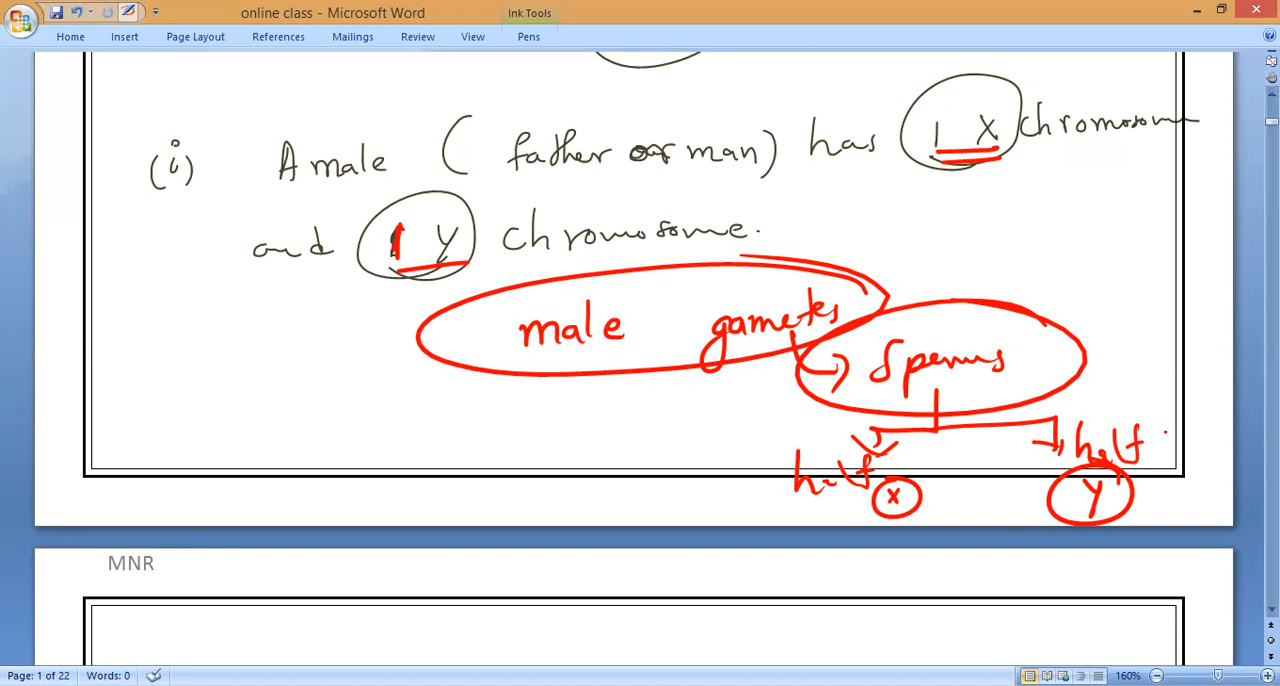 online class - Microsoft Word
Ink Tools
Home Insert Page Layout References Mailings Review View Pens
(i) A male ( father or man) has 1 X chromosome
and 1 Y chromosome.
male gametes
sperms
half half
X Y
MNR
Page: 1 of 22 Words: 0 160%